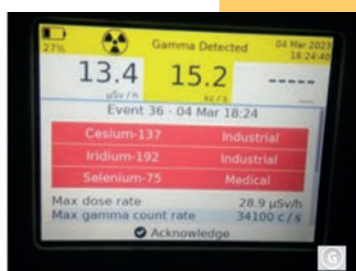 27%
Gamma Detected
04 Mar 2023
18:24:40
13.4
µSv / h
15.2
kc / s
-----
Event 36 - 04 Mar 18:24
Cesium-137 Industrial
Iridium-192 Industrial
Selenium-75 Medical
Max dose rate 28.9 µSv/h
Max gamma count rate 34100 c / s
Acknowledge
G